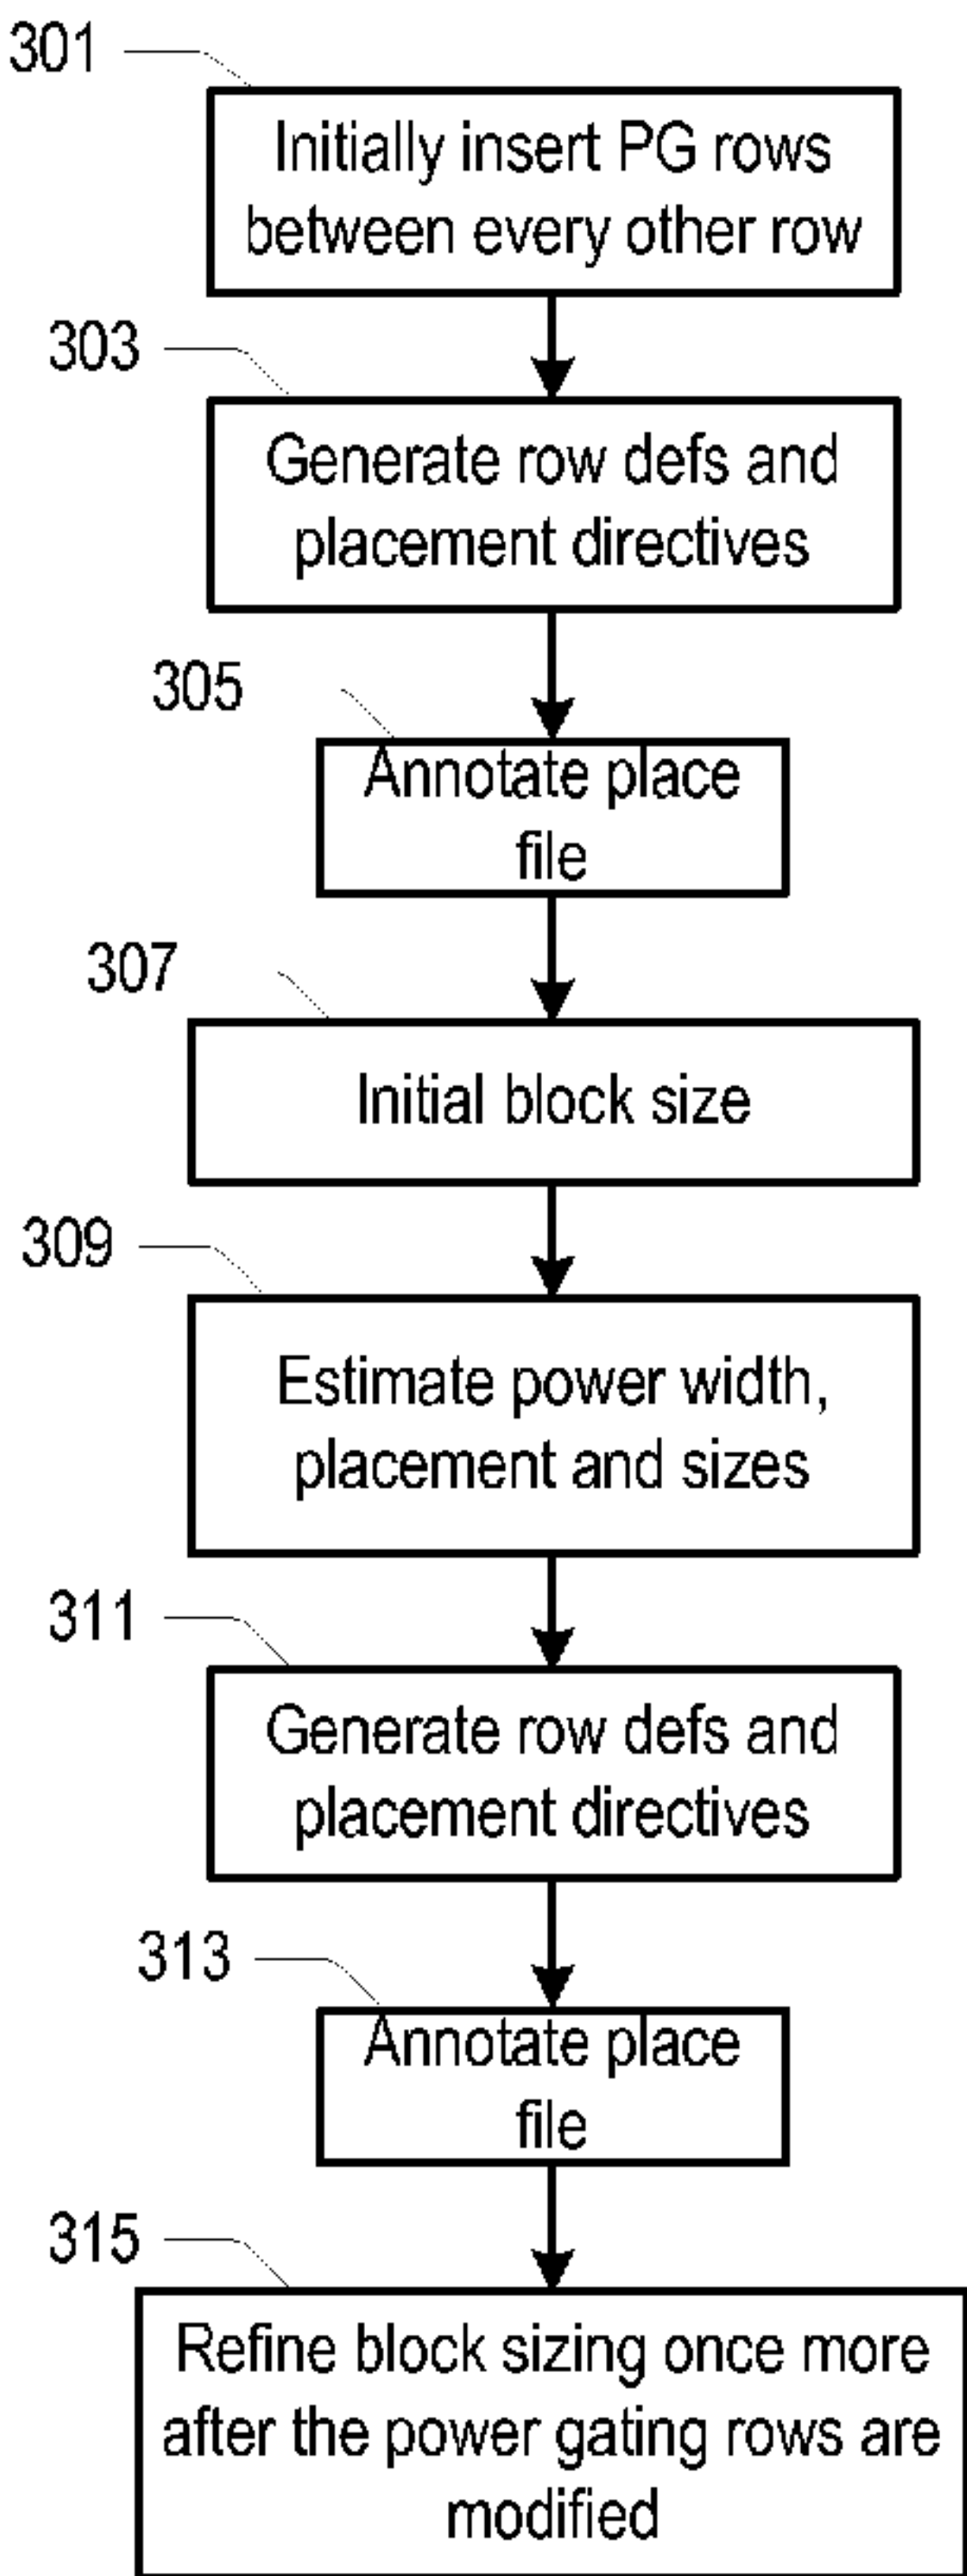 301
Initially insert PG rows
between every other row
303
Generate row defs and
placement directives
305
Annotate place
file
307
Initial block size
309
Estimate power width,
placement and sizes
311
Generate row defs and
placement directives
313
Annotate place
file
315
Refine block sizing once more
after the power gating rows are
modified